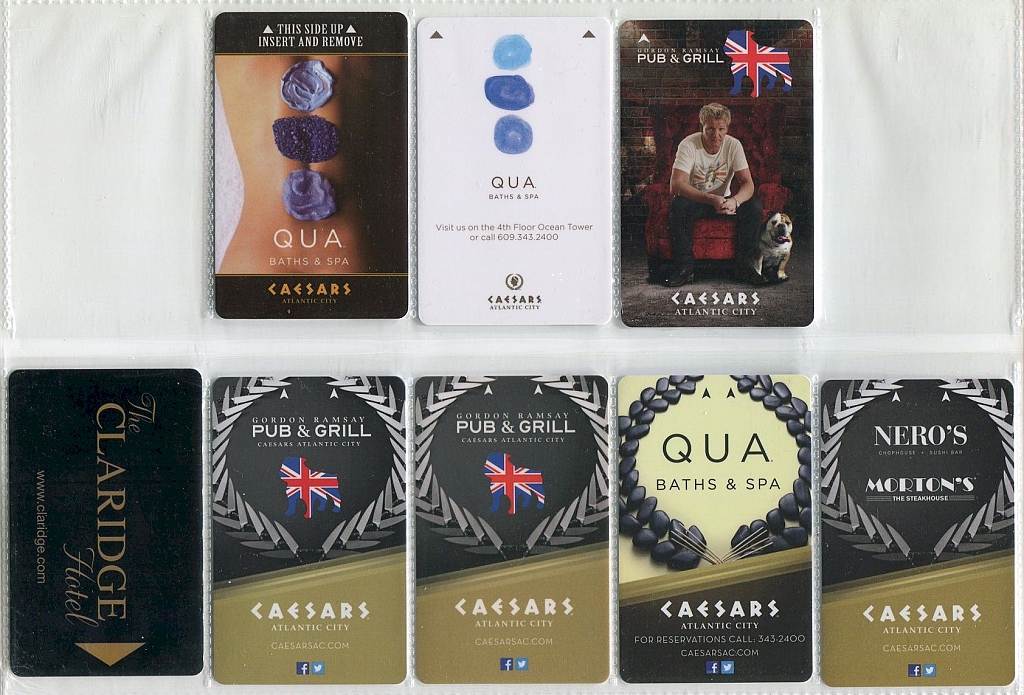 ▲ THIS SIDE UP ▲
INSERT AND REMOVE
QUA
BATHS & SPA
CAESARS
ATLANTIC CITY
QUA
BATHS & SPA
Visit us on the 4th Floor Ocean Tower
or call 609.343.2400
CAESARS
ATLANTIC CITY
GORDON RAMSAY
PUB & GRILL
CAESARS
ATLANTIC CITY
The
CLARIDGE
Hotel
www.claridge.com
GORDON RAMSAY
PUB & GRILL
CAESARS ATLANTIC CITY
CAESARS
ATLANTIC CITY
CAESARSAC.COM
GORDON RAMSAY
PUB & GRILL
CAESARS ATLANTIC CITY
CAESARS
ATLANTIC CITY
CAESARSAC.COM
QUA
BATHS & SPA
CAESARS
ATLANTIC CITY
FOR RESERVATIONS CALL: 343-2400
CAESARSAC.COM
NERO'S
CHOPHOUSE + SUSHI BAR
MORTON'S
THE STEAKHOUSE
CAESARS
ATLANTIC CITY
CAESARSAC.COM